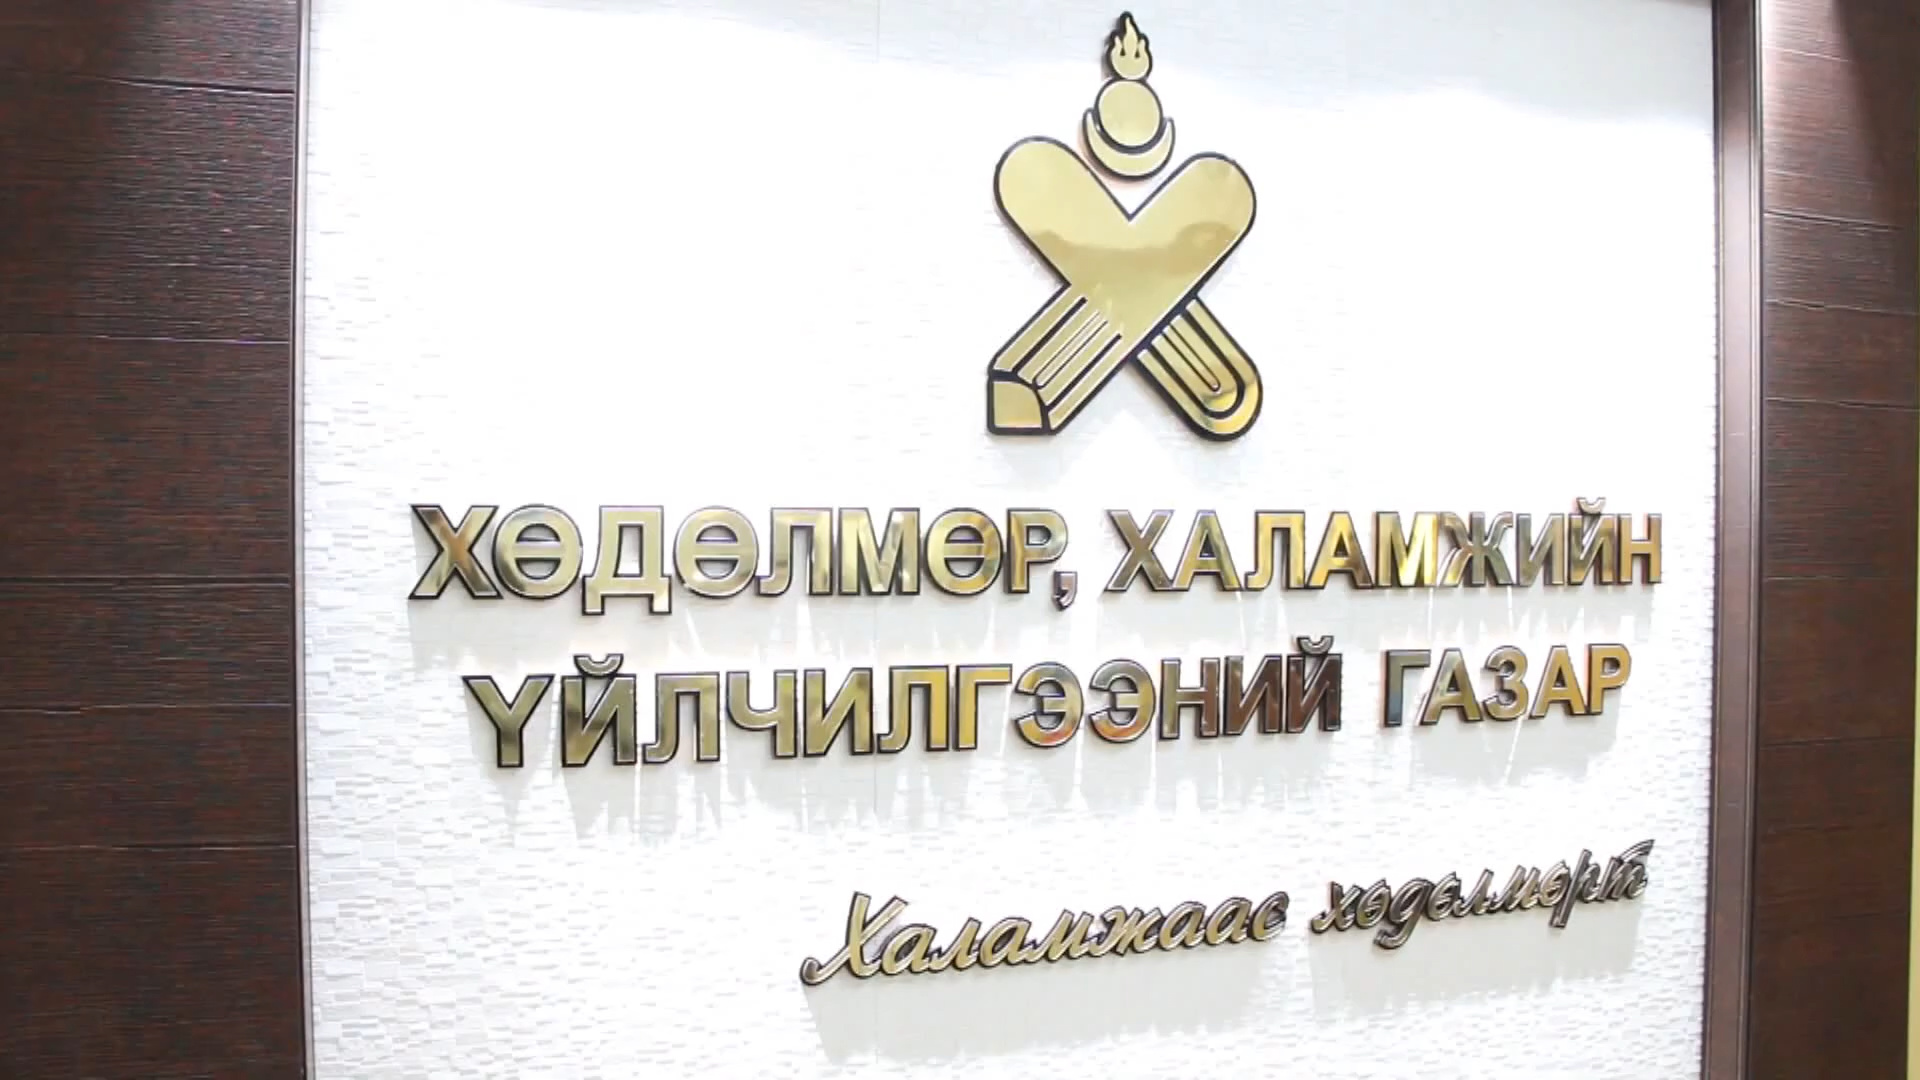 ХӨДӨЛМӨР, ХАЛАМЖИЙН
ҮЙЛЧИЛГЭЭНИЙ ГАЗАР
Халамжаас хөдөлмөрт